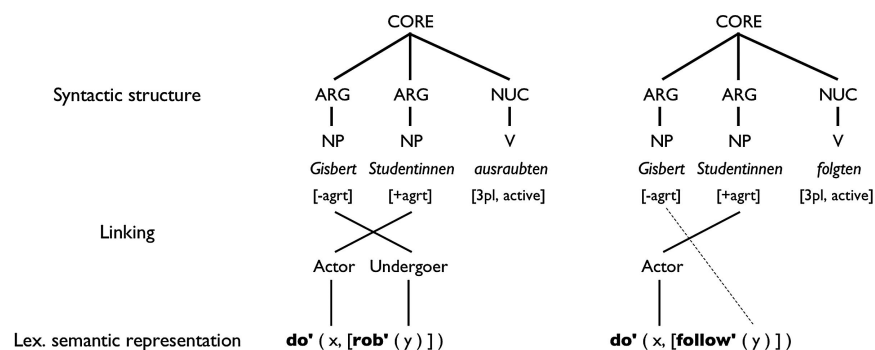 CORE CORE
Syntactic structure ARG ARG NUC ARG ARG NUC
NP NP V NP NP V
Gisbert Studentinnen ausraubten Gisbert Studentinnen folgten
[-agrt] [+agrt] [3pl, active] [-agrt] [+agrt] [3pl, active]
Linking
Actor Undergoer Actor
Lex. semantic representation do' ( x, [rob' ( y ) ] ) do' ( x, [follow' ( y ) ] )